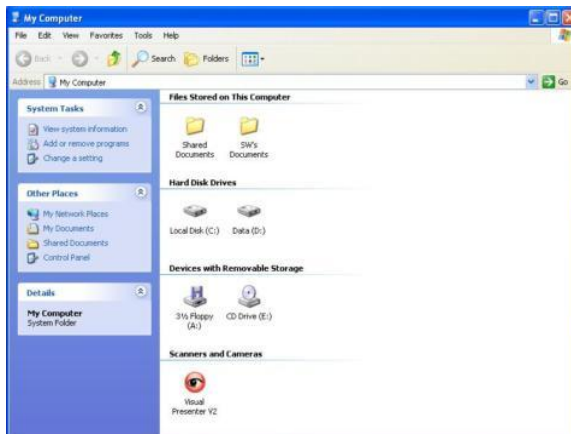 My Computer
File Edit View Favorites Tools Help
Back Search Folders
Address My Computer Go
System Tasks
View system information
Add or remove programs
Change a setting
Other Places
My Network Places
My Documents
Shared Documents
Control Panel
Details
My Computer
System Folder
Files Stored on This Computer
Shared Documents
SW's Documents
Hard Disk Drives
Local Disk (C:) Data (D:)
Devices with Removable Storage
3½ Floppy (A:)
CD Drive (E:)
Scanners and Cameras
Visual
Presenter V2